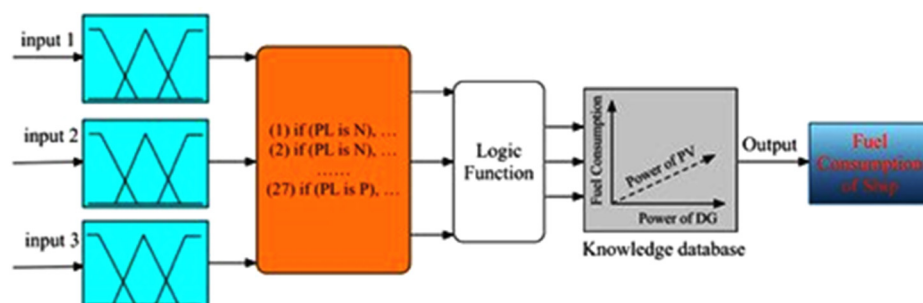 input 1
input 2
input 3
(1) if (PL is N), ...
(2) if (PL is N), ...
......
(27) if (PL is P), ...
Logic
Function
Fuel Consumption
Power of PV
Power of DG
Knowledge database
Output
Fuel
Consumption
of Ship